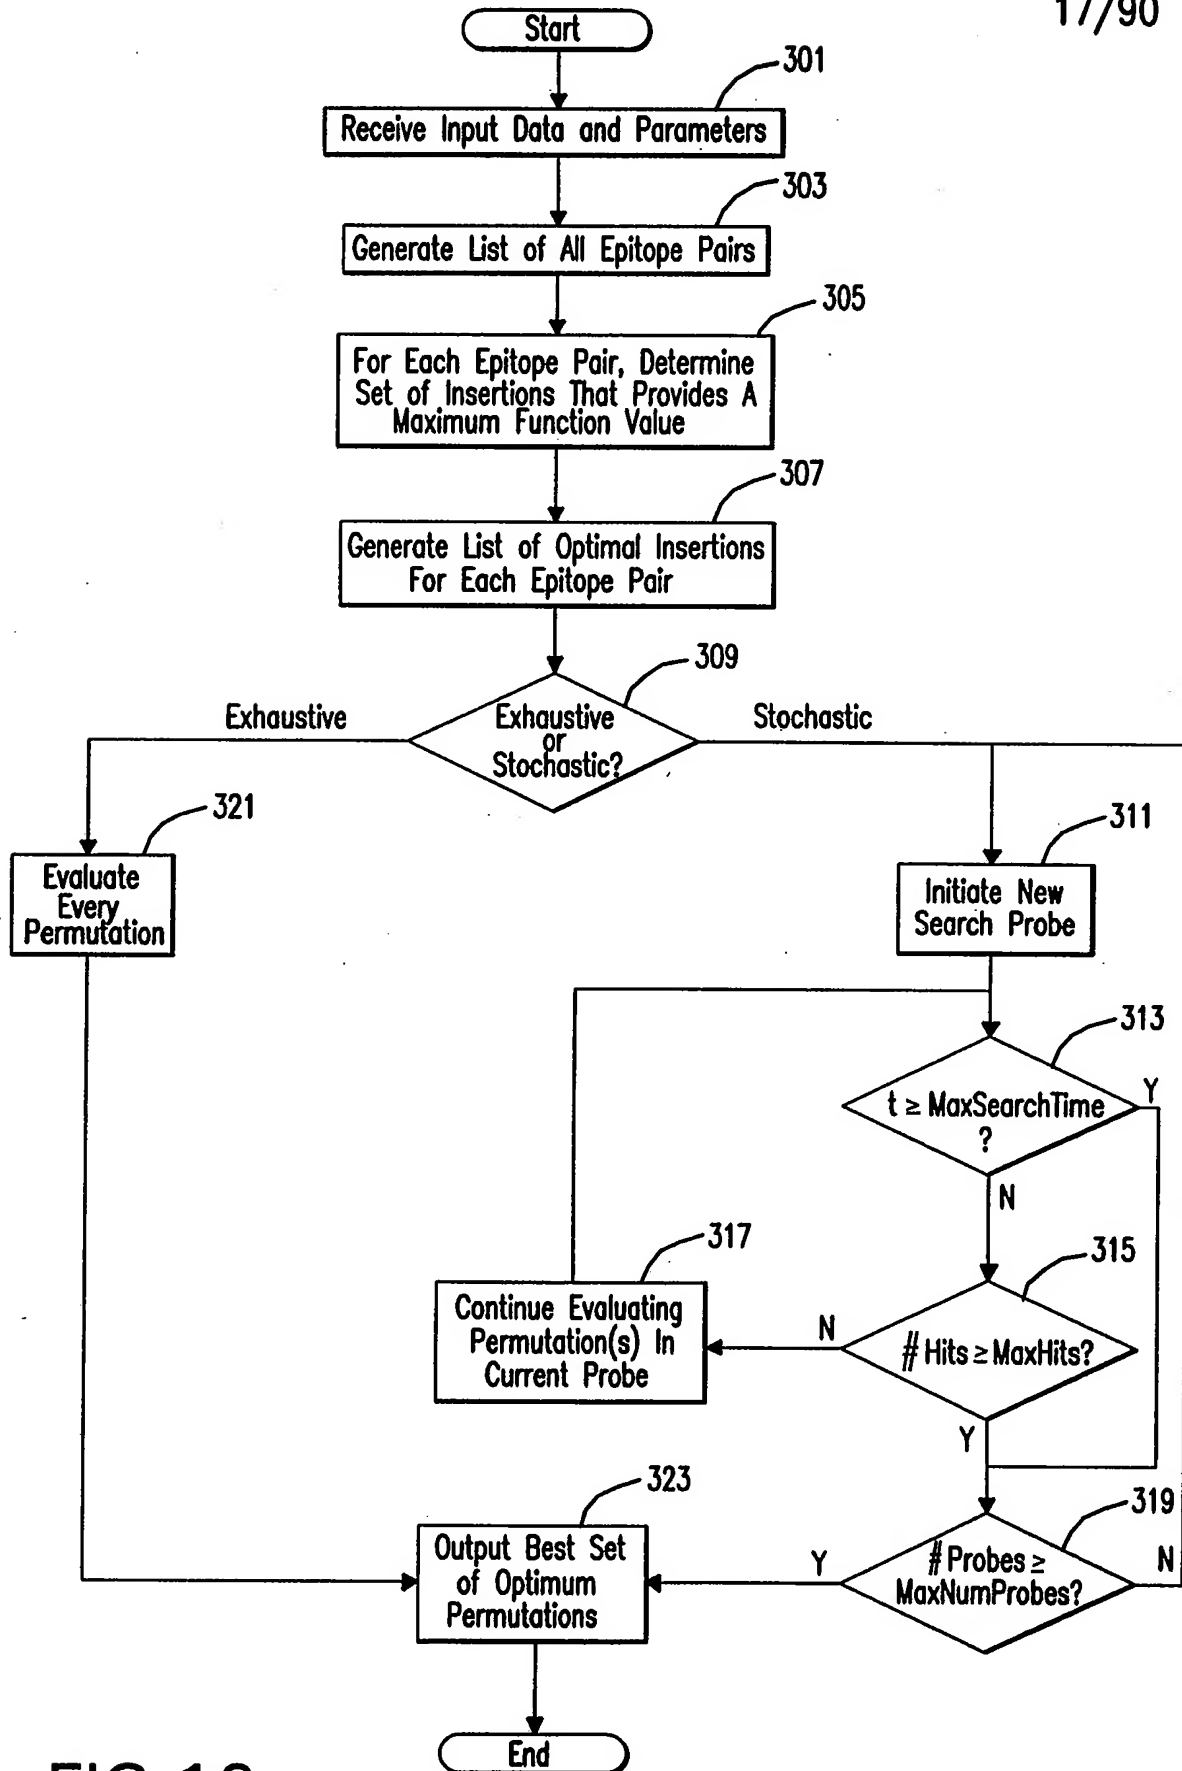 17/90
Start
301
Receive Input Data and Parameters
303
Generate List of All Epitope Pairs
305
For Each Epitope Pair, Determine
Set of Insertions That Provides A
Maximum Function Value
307
Generate List of Optimal Insertions
For Each Epitope Pair
309
Exhaustive
Exhaustive
or
Stochastic?
Stochastic
321
Evaluate
Every
Permutation
311
Initiate New
Search Probe
313
t ≥ MaxSearchTime
?
Y
N
317
Continue Evaluating
Permutation(s) In
Current Probe
315
N
# Hits ≥ MaxHits?
Y
323
Output Best Set
of Optimum
Permutations
319
Y
# Probes ≥
MaxNumProbes?
N
End